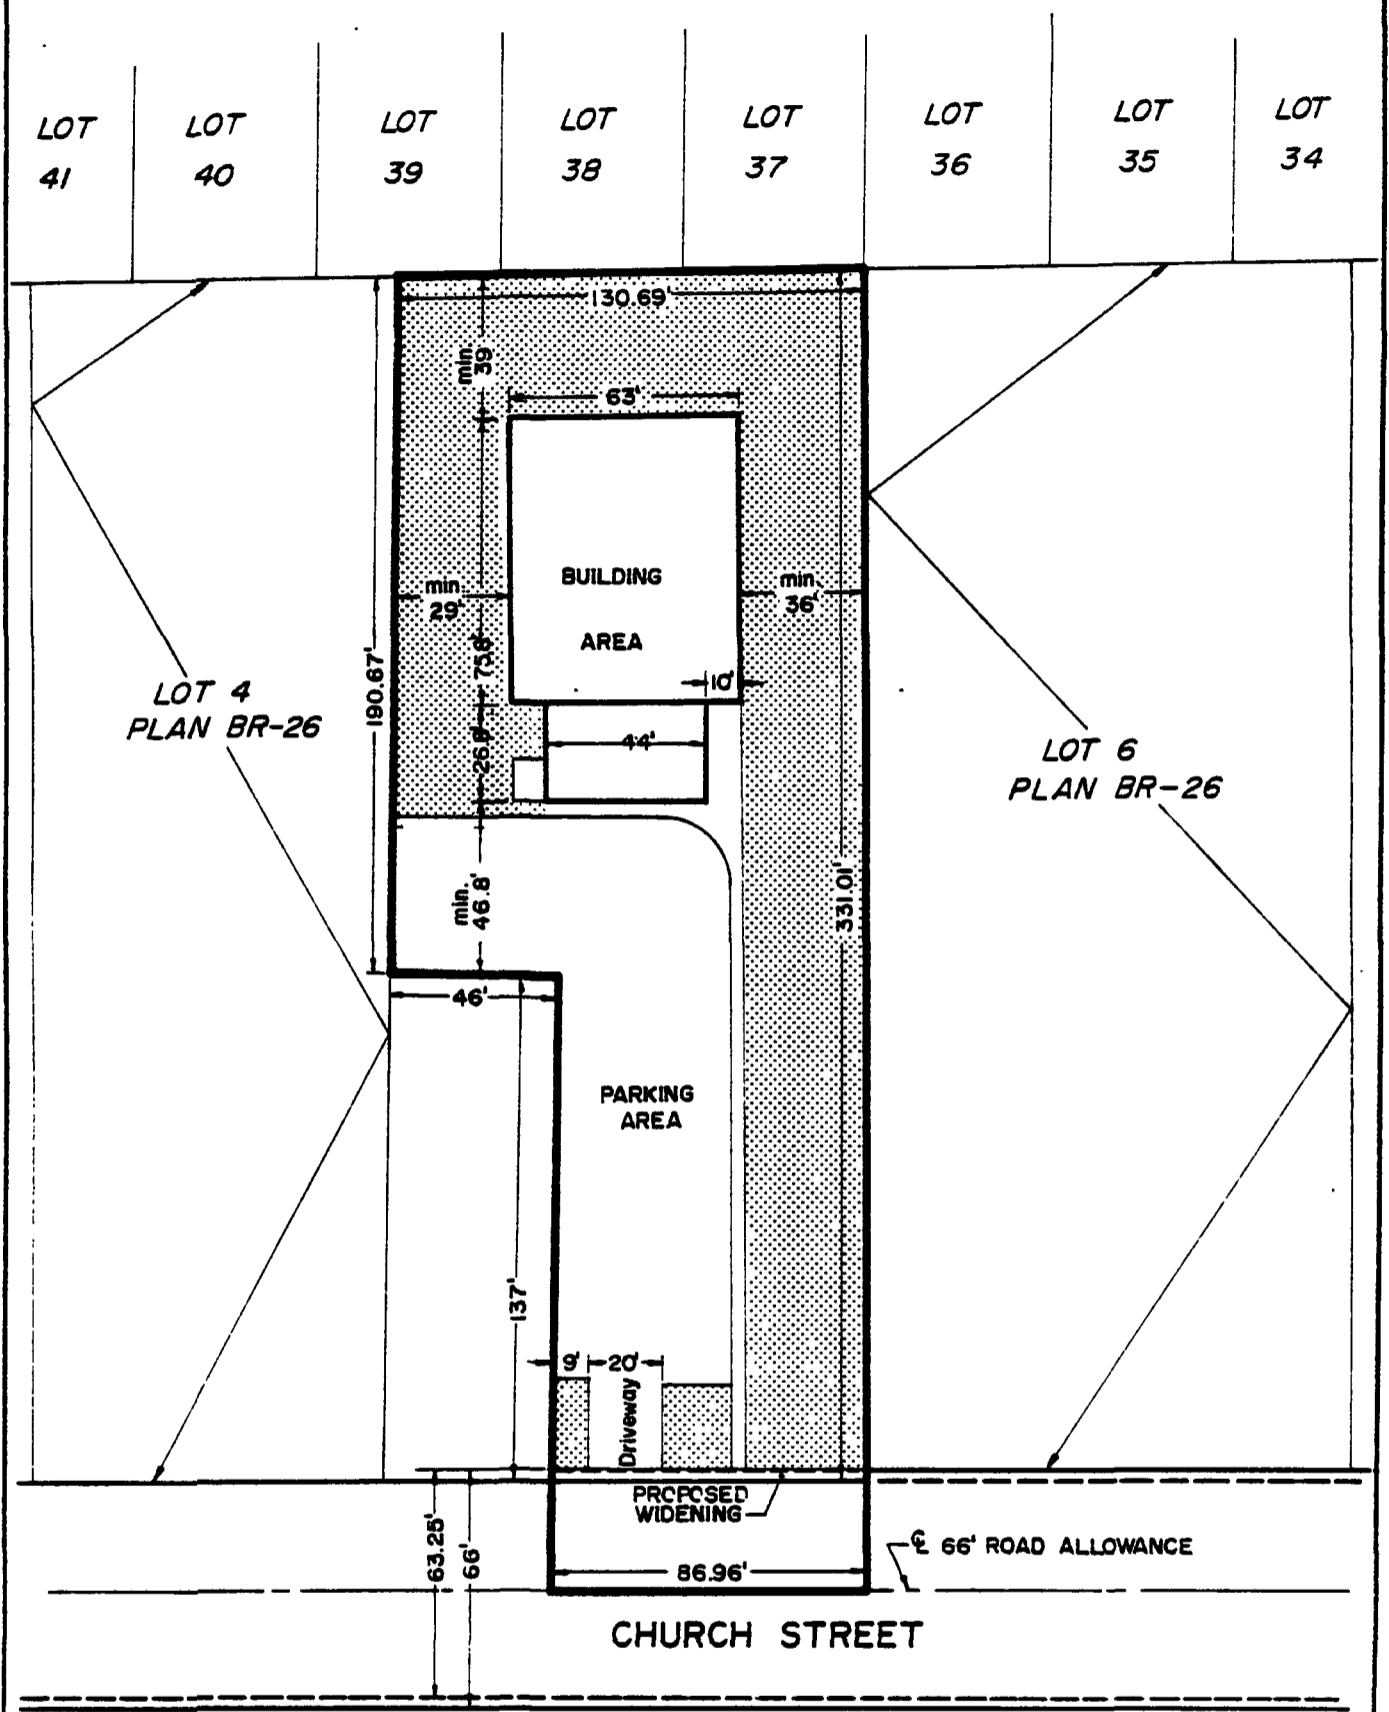 LOT 41
LOT 40
LOT 39
LOT 38
LOT 37
LOT 36
LOT 35
LOT 34
130.69'
min. 39'
63'
BUILDING
AREA
min 29'
min. 36'
75.8'
10'
190.67'
LOT 4
PLAN BR-26
44'
26.8'
LOT 6
PLAN BR-26
min. 46.8'
331.01'
46'
PARKING
AREA
137'
9'
20'
Driveway
PROPOSED
WIDENING
63.25'
66'
℄ 66' ROAD ALLOWANCE
86.96'
CHURCH STREET